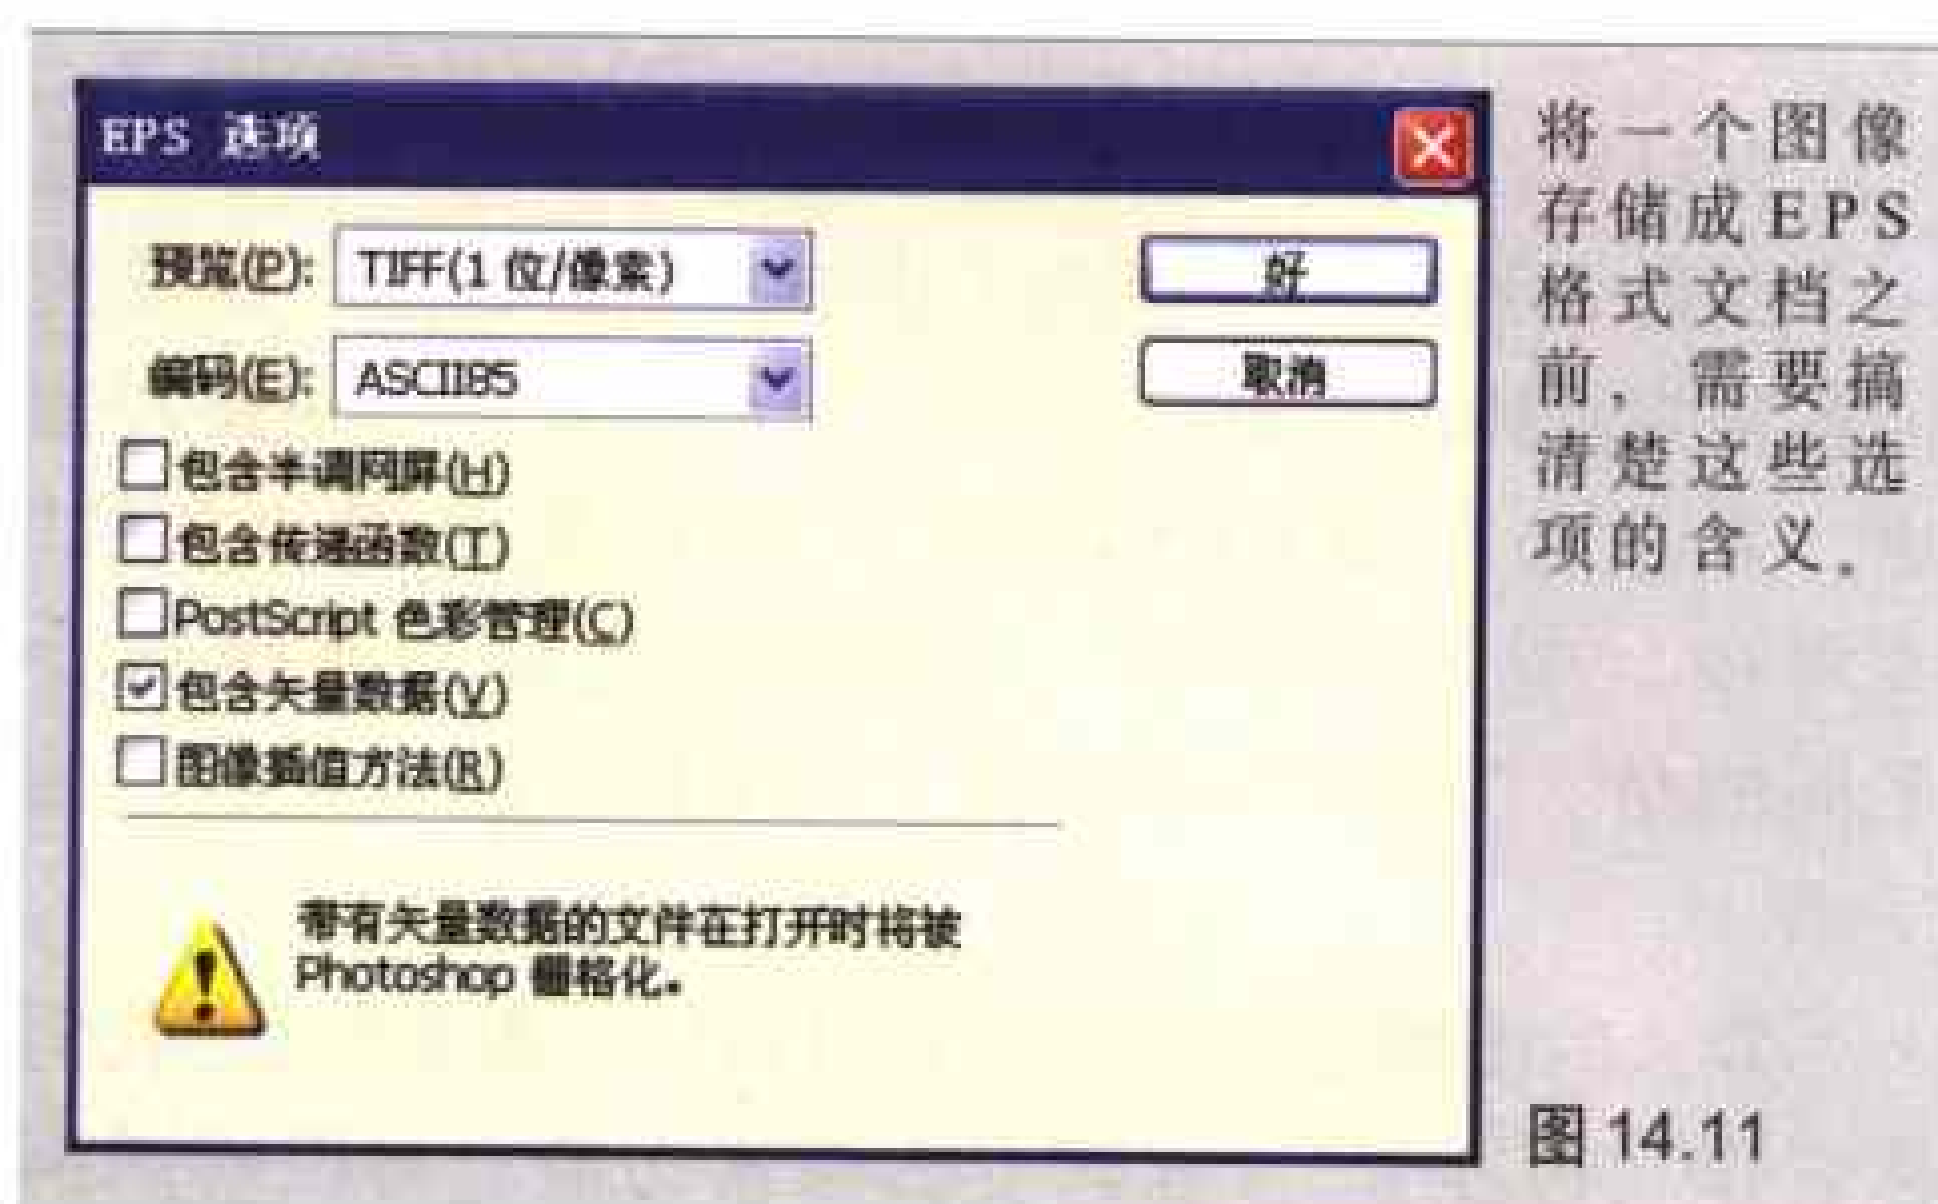 EPS 选项
预览(P): TIFF(1 位/像素)
好
编码(E): ASCII85
取消
包含半调网屏(H)
包含传递函数(T)
PostScript 色彩管理(C)
包含矢量数据(V)
图像插值方法(R)
带有矢量数据的文件在打开时将被
Photoshop 栅格化。
将一个图像
存储成EPS
格式文档之
前，需要搞
清楚这些选
项的含义。
图 14.11